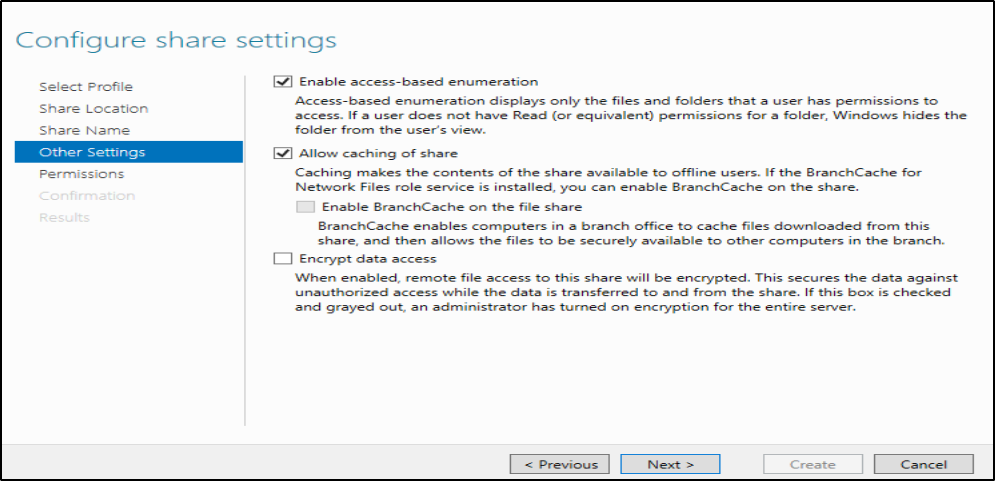 Configure share settings
Select Profile
Share Location
Share Name
Other Settings
Permissions
Confirmation
Results
Enable access-based enumeration
Access-based enumeration displays only the files and folders that a user has permissions to
access. If a user does not have Read (or equivalent) permissions for a folder, Windows hides the
folder from the user's view.
Allow caching of share
Caching makes the contents of the share available to offline users. If the BranchCache for
Network Files role service is installed, you can enable BranchCache on the share.
Enable BranchCache on the file share
BranchCache enables computers in a branch office to cache files downloaded from this
share, and then allows the files to be securely available to other computers in the branch.
Encrypt data access
When enabled, remote file access to this share will be encrypted. This secures the data against
unauthorized access while the data is transferred to and from the share. If this box is checked
and grayed out, an administrator has turned on encryption for the entire server.
< Previous
Next >
Create
Cancel